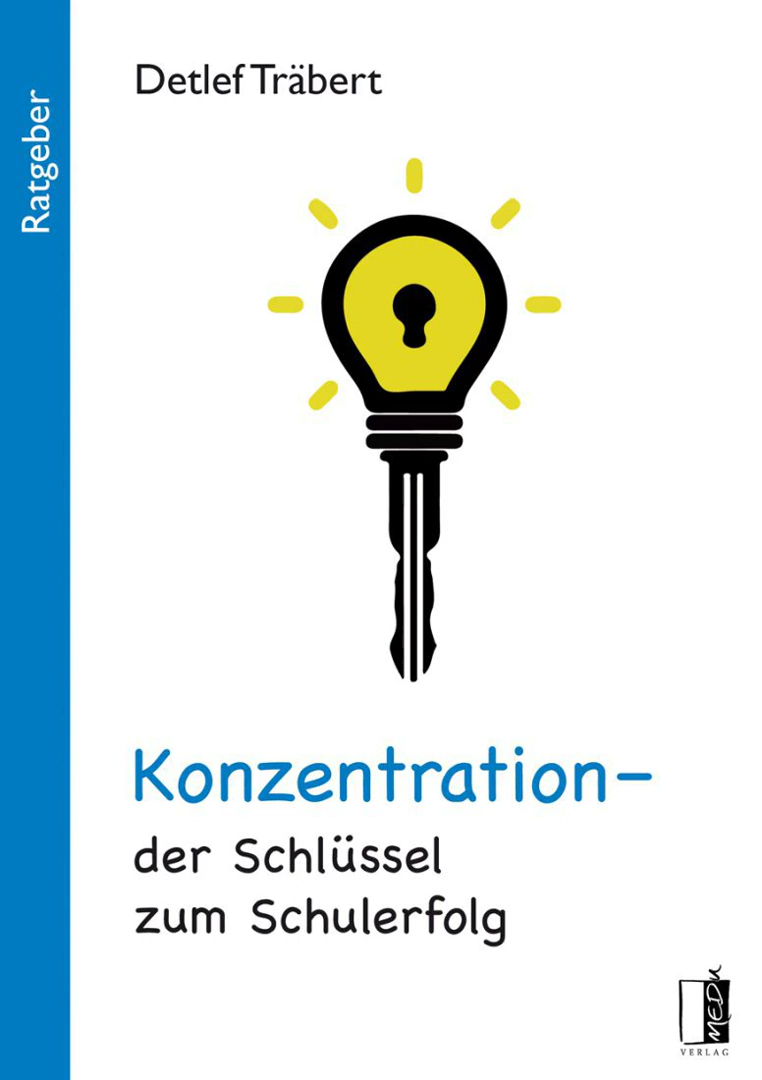 Detlef Träbert
Ratgeber
Konzentration–
der Schlüssel
zum Schulerfolg
MEDU
VERLAG